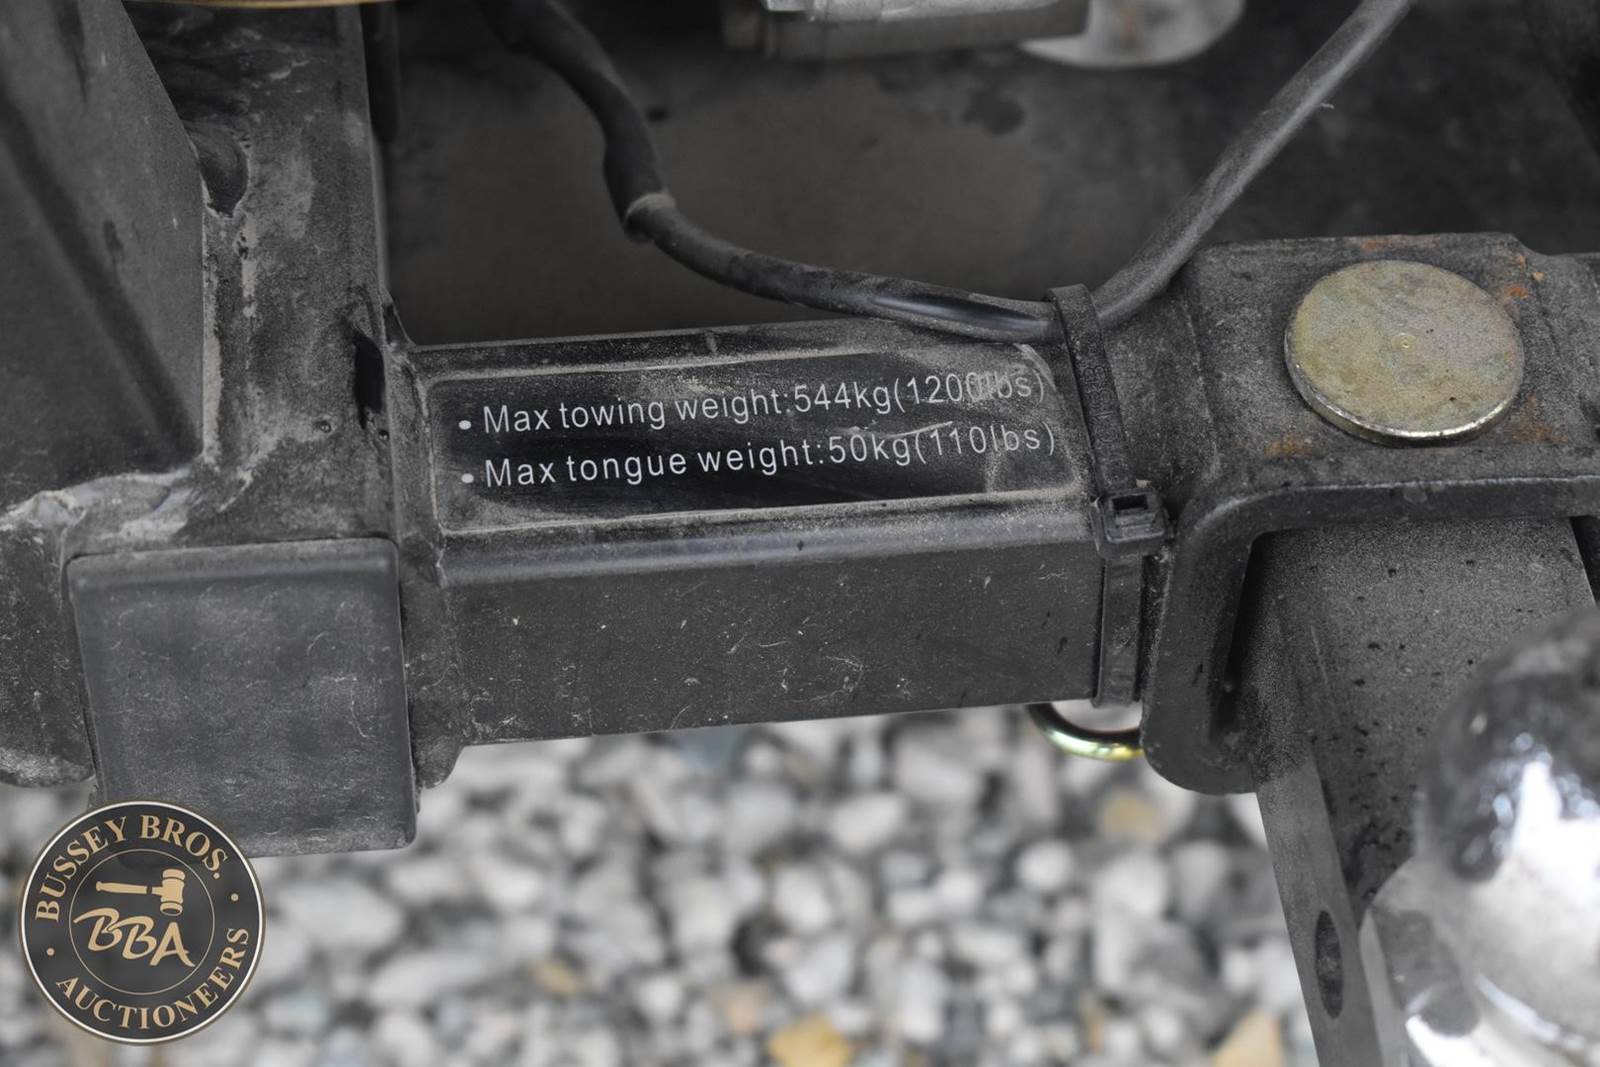 • Max towing weight:544kg(1200lbs)
• Max tongue weight:50kg(110lbs)
BUSSEY BROS.
BBA
• AUCTIONEERS •